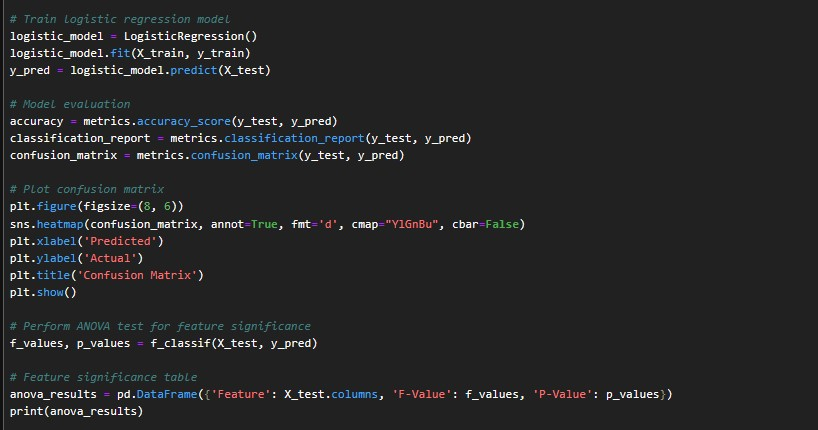 # Train logistic regression model
logistic_model = LogisticRegression()
logistic_model.fit(X_train, y_train)
y_pred = logistic_model.predict(X_test)
# Model evaluation
accuracy = metrics.accuracy_score(y_test, y_pred)
classification_report = metrics.classification_report(y_test, y_pred)
confusion_matrix = metrics.confusion_matrix(y_test, y_pred)
# Plot confusion matrix
plt.figure(figsize=(8, 6))
sns.heatmap(confusion_matrix, annot=True, fmt='d', cmap="YlGnBu", cbar=False)
plt.xlabel('Predicted')
plt.ylabel('Actual')
plt.title('Confusion Matrix')
plt.show()
# Perform ANOVA test for feature significance
f_values, p_values = f_classif(X_test, y_pred)
# Feature significance table
anova_results = pd.DataFrame({'Feature': X_test.columns, 'F-Value': f_values, 'P-Value': p_values})
print(anova_results)